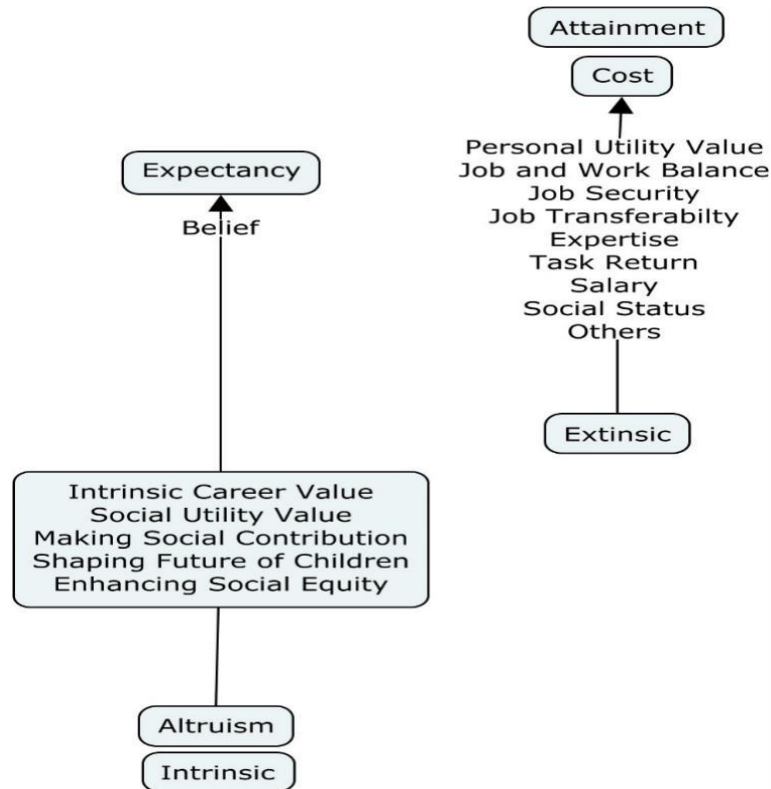 Attainment
Cost
Personal Utility Value
Job and Work Balance
Job Security
Job Transferabilty
Expertise
Task Return
Salary
Social Status
Others
Extinsic
Expectancy
Belief
Intrinsic Career Value
Social Utility Value
Making Social Contribution
Shaping Future of Children
Enhancing Social Equity
Altruism
Intrinsic